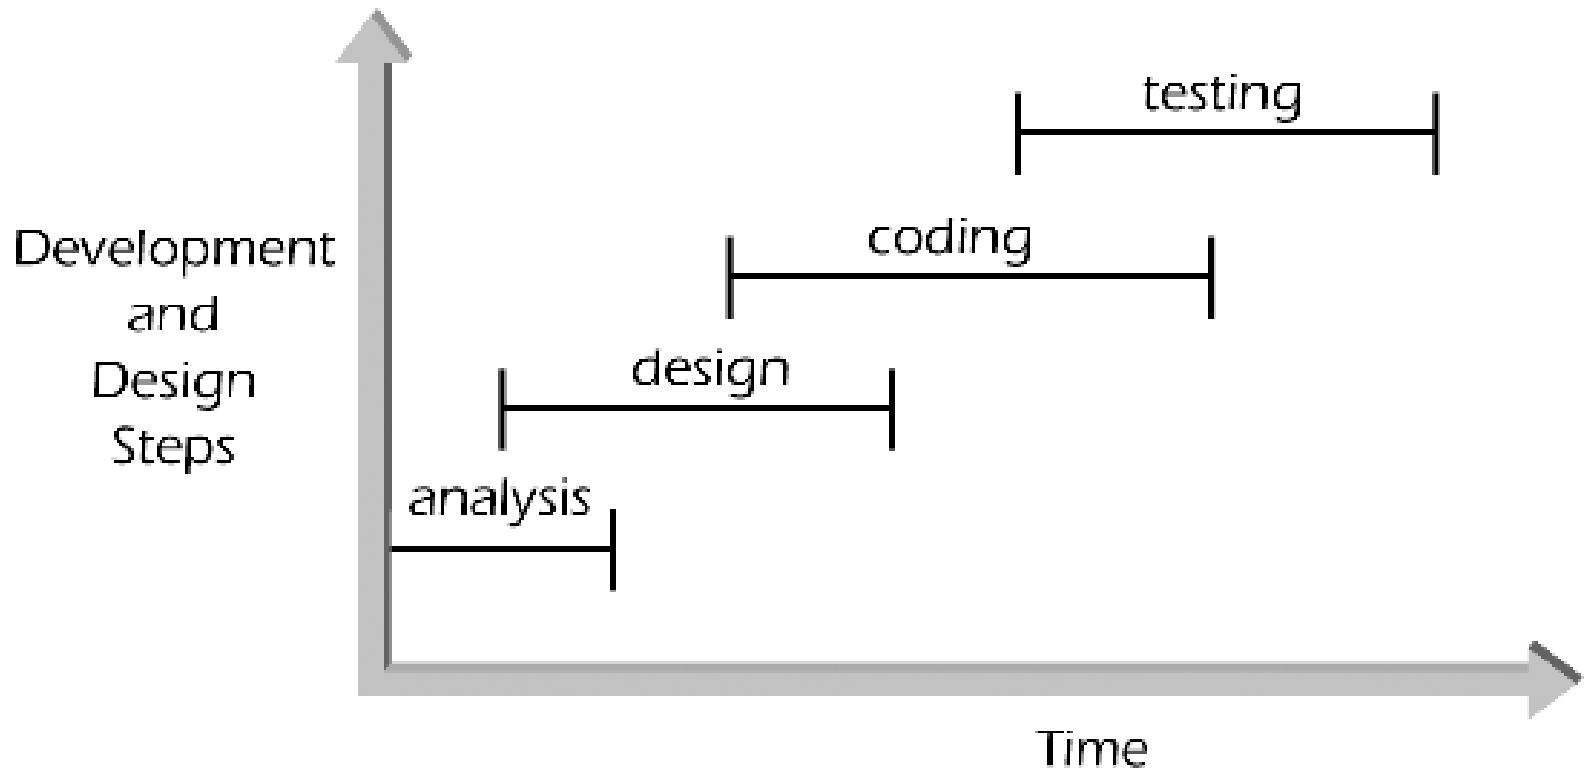 testing
coding
Development
and
Design
Steps
design
analysis
Time